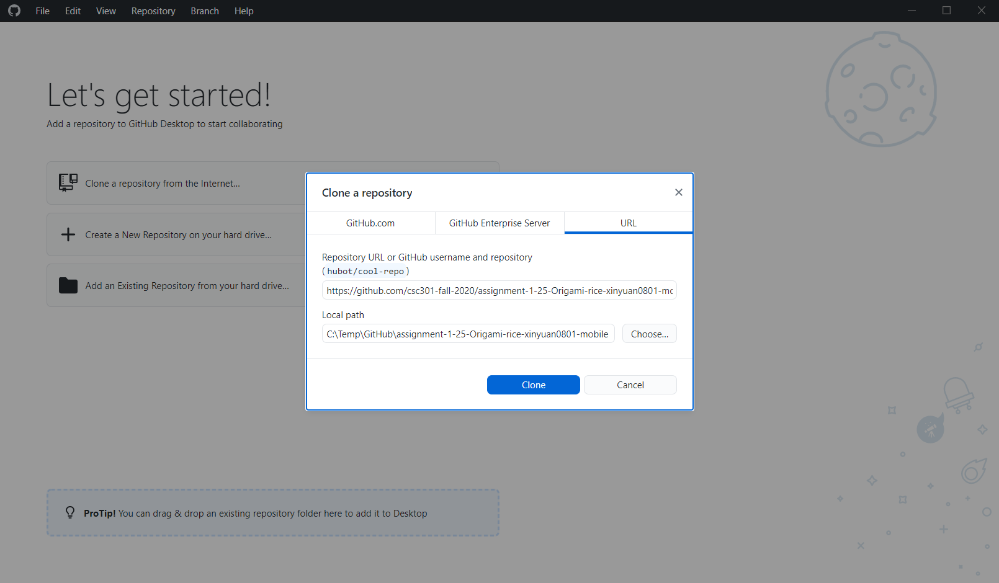 File Edit View Repository Branch Help
Let's get started!
Add a repository to GitHub Desktop to start collaborating
Clone a repository from the Internet...
Create a New Repository on your hard drive...
Add an Existing Repository from your hard drive...
ProTip! You can drag & drop an existing repository folder here to add it to Desktop
Clone a repository
GitHub.com GitHub Enterprise Server URL
Repository URL or GitHub username and repository
(hubot/cool-repo)
https://github.com/csc301-fall-2020/assignment-1-25-Origami-rice-xinyuan0801-mo
Local path
C:\Temp\GitHub\assignment-1-25-Origami-rice-xinyuan0801-mobile Choose...
Clone Cancel